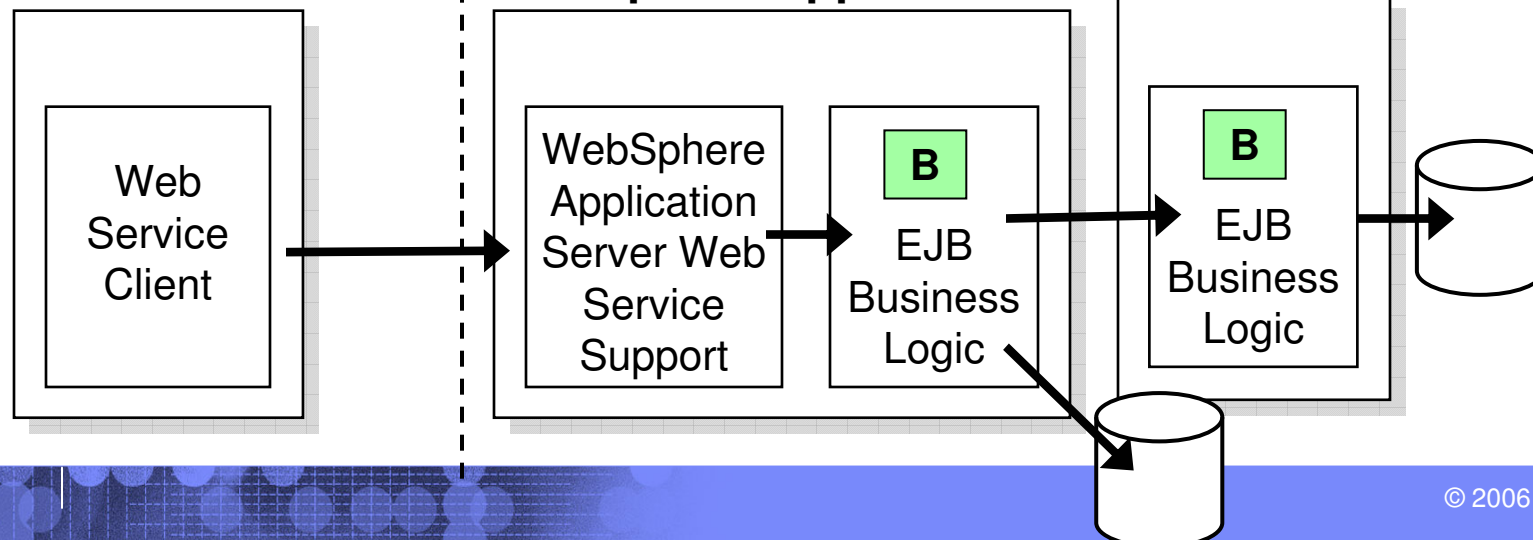 Web
Service
Client
WebSphere
Application
Server Web
Service
Support
B
EJB
Business
Logic
B
EJB
Business
Logic
© 2006